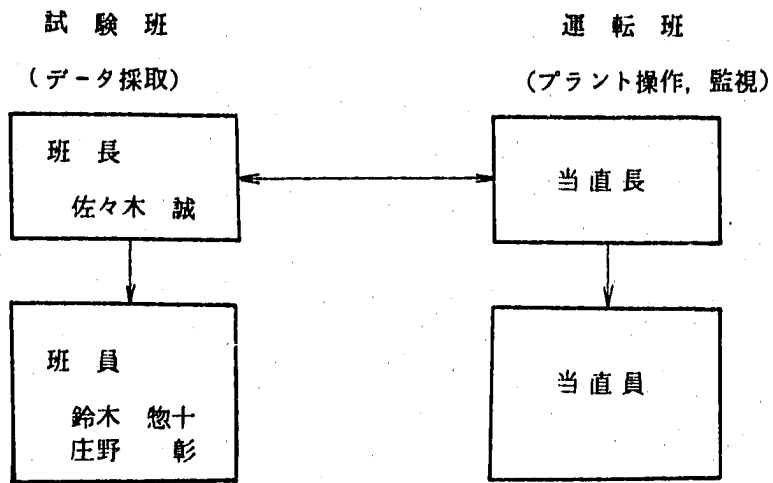 試験班
(データ採取)
班長
佐々木 誠
班員
鈴木 惣十
庄野 彰
運転班
(プラント操作, 監視)
当直長
当直員